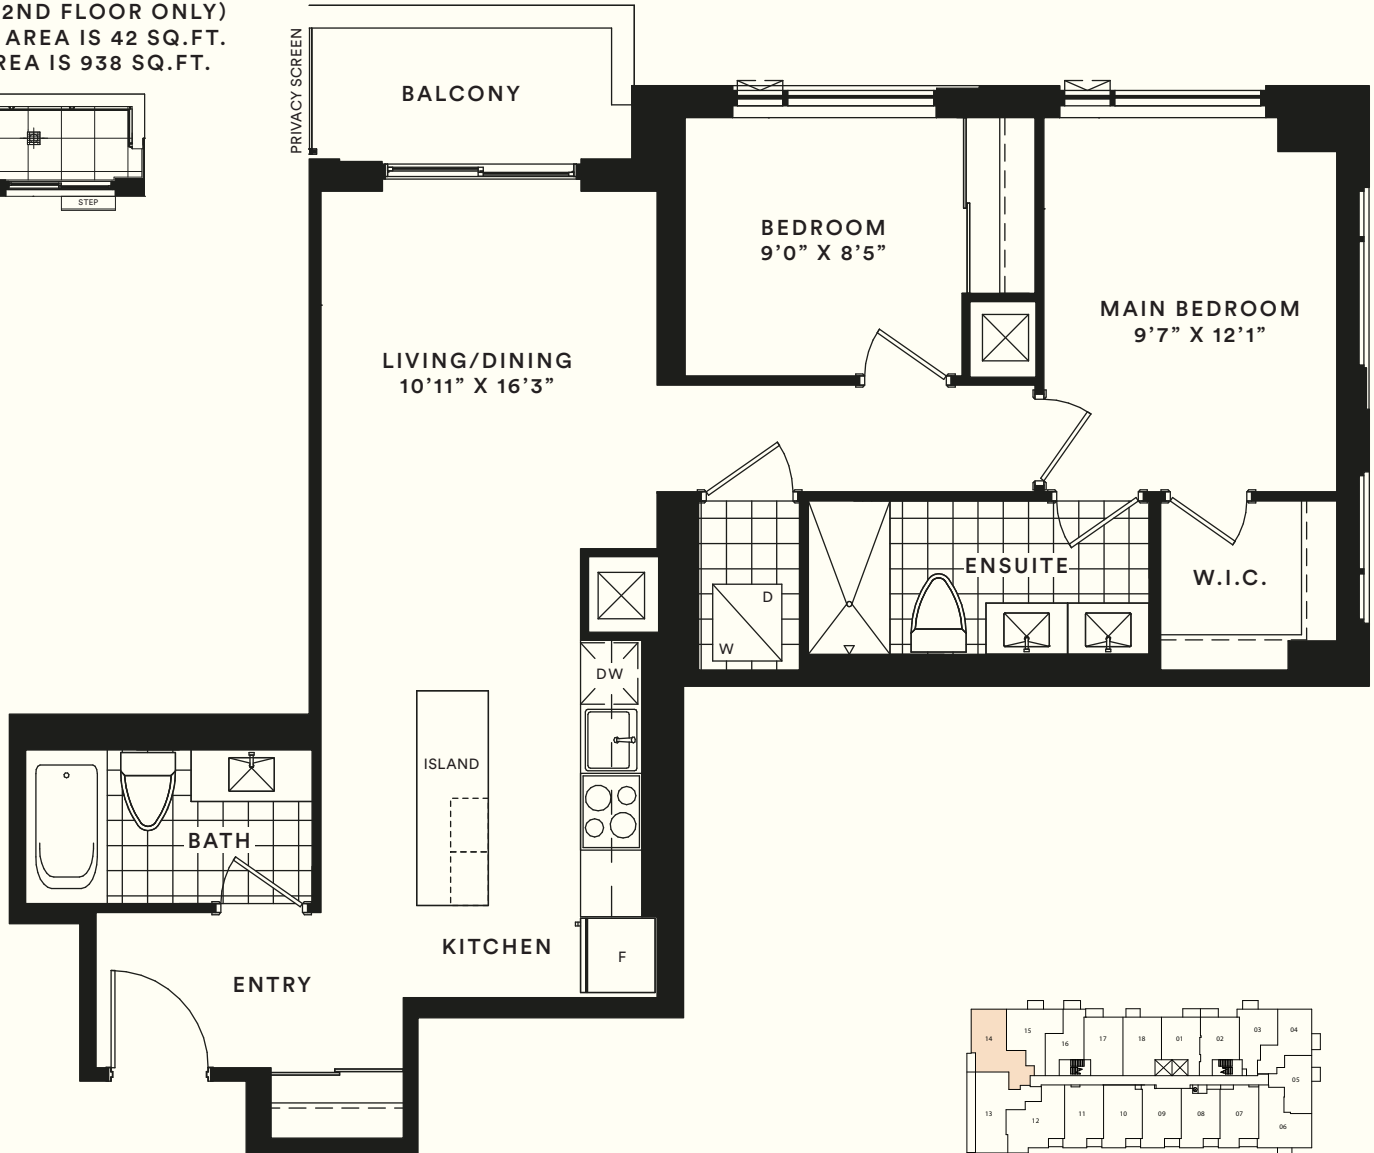 2ND FLOOR ONLY)
AREA IS 42 SQ.FT.
REA IS 938 SQ.FT.
STEP
PRIVACY SCREEN
BALCONY
BEDROOM
9’0” X 8’5”
MAIN BEDROOM
9’7” X 12’1”
LIVING/DINING
10’11” X 16’3”
ENSUITE
W.I.C.
D
W
DW
ISLAND
BATH
KITCHEN
F
ENTRY
14
15
16
17
18
01
02
03
04
05
13
12
11
10
09
08
07
06